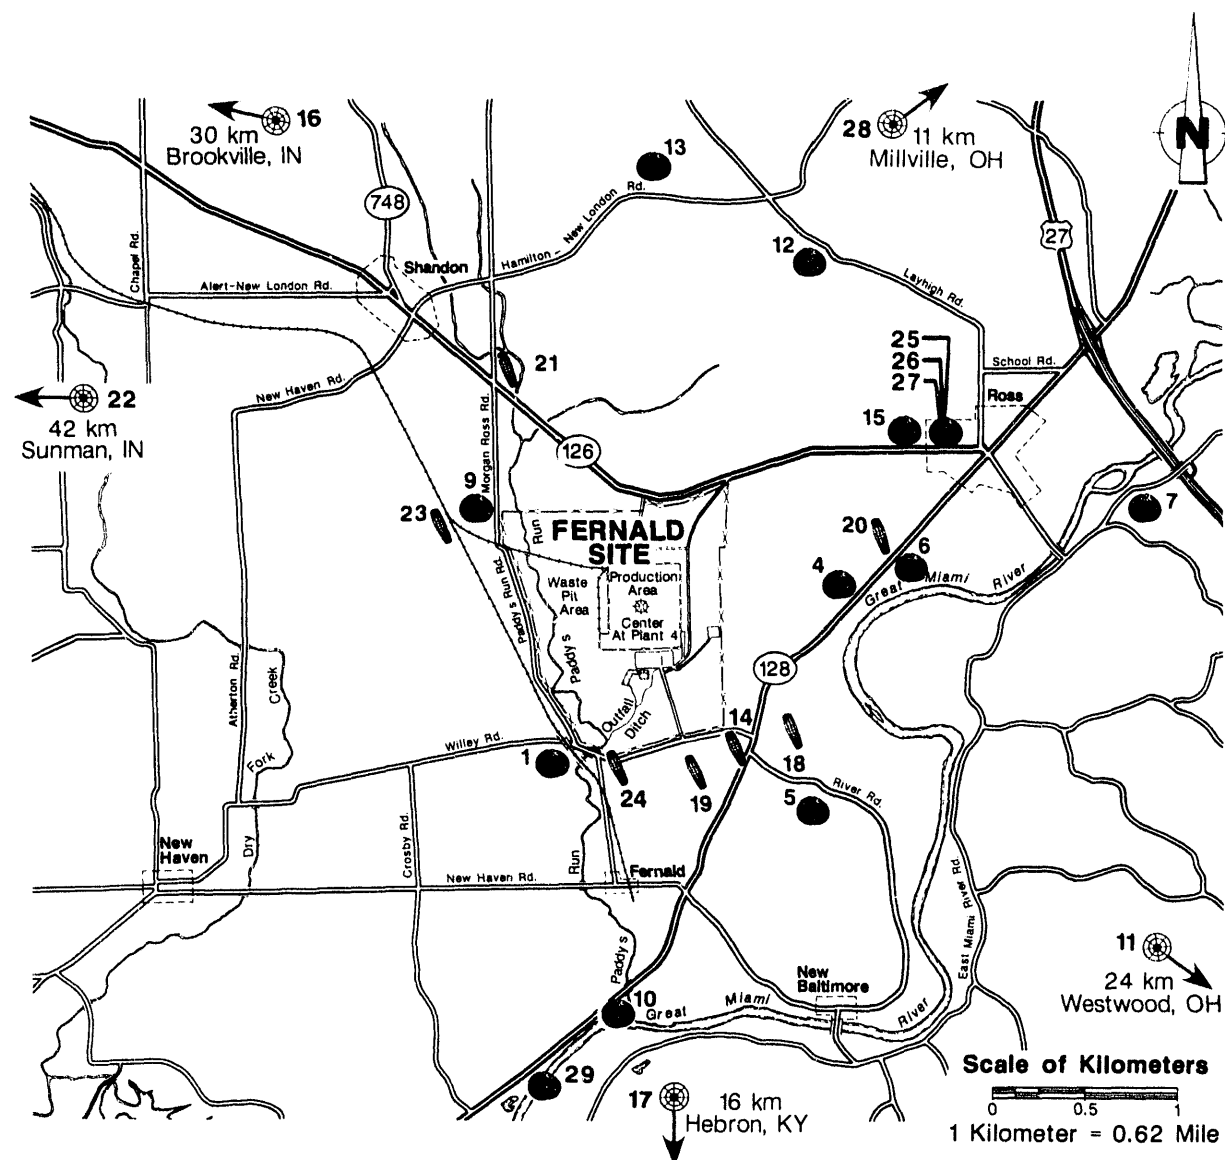 N
16
30 km
Brookville, IN
28
11 km
Millville, OH
13
748
27
12
Chapel Rd.
Shandon
Hamilton - New London Rd.
Layhigh Rd.
Alert-New London Rd.
25
26
27
School Rd.
Ross
21
22
42 km
Sunman, IN
New Haven Rd.
Morgan Ross Rd.
126
15
9
23
7
20
FERNALD
SITE
Run
4
6
Great Miami River
Waste
Pit
Area
Production
Area
Center
At Plant 4
Paddy's Run Rd.
Paddy s
128
Atherton Rd.
Creek
Outfall
Ditch
14
18
Willey Rd.
1
Fork
24
19
5
River Rd.
Dry
Crosby Rd.
New
Haven
New Haven Rd.
Run
Fernald
East Miami River Rd.
11
24 km
Westwood, OH
Paddy s
New
Baltimore
10
Great Miami River
29
17
16 km
Hebron, KY
Scale of Kilometers
0 0.5 1
1 Kilometer = 0.62 Mile